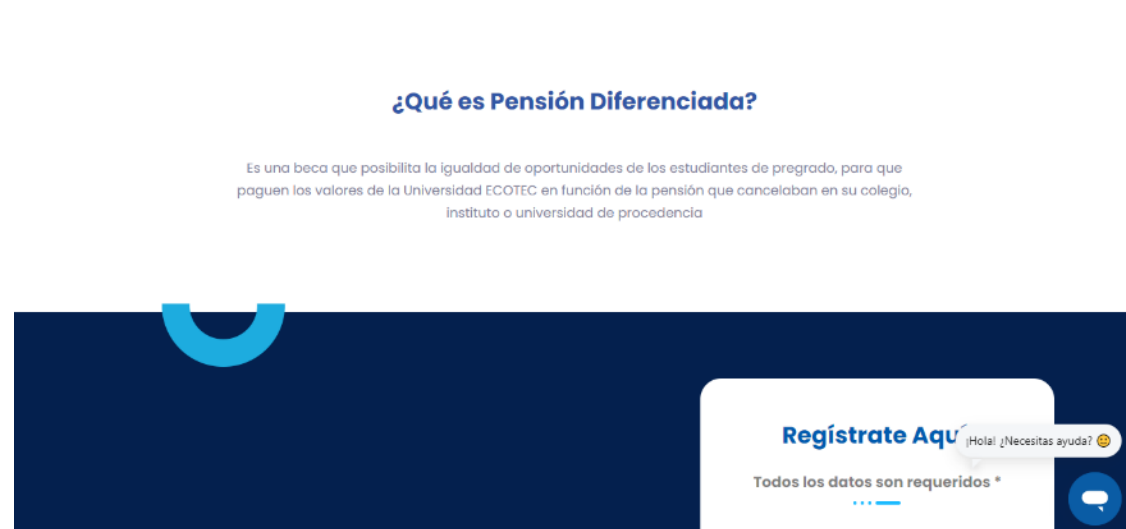 ¿Qué es Pensión Diferenciada?
Es una beca que posibilita la igualdad de oportunidades de los estudiantes de pregrado, para que
paguen los valores de la Universidad ECOTEC en función de la pensión que cancelaban en su colegio,
instituto o universidad de procedencia
Regístrate Aquí
¡Hola! ¿Necesitas ayuda?
Todos los datos son requeridos *